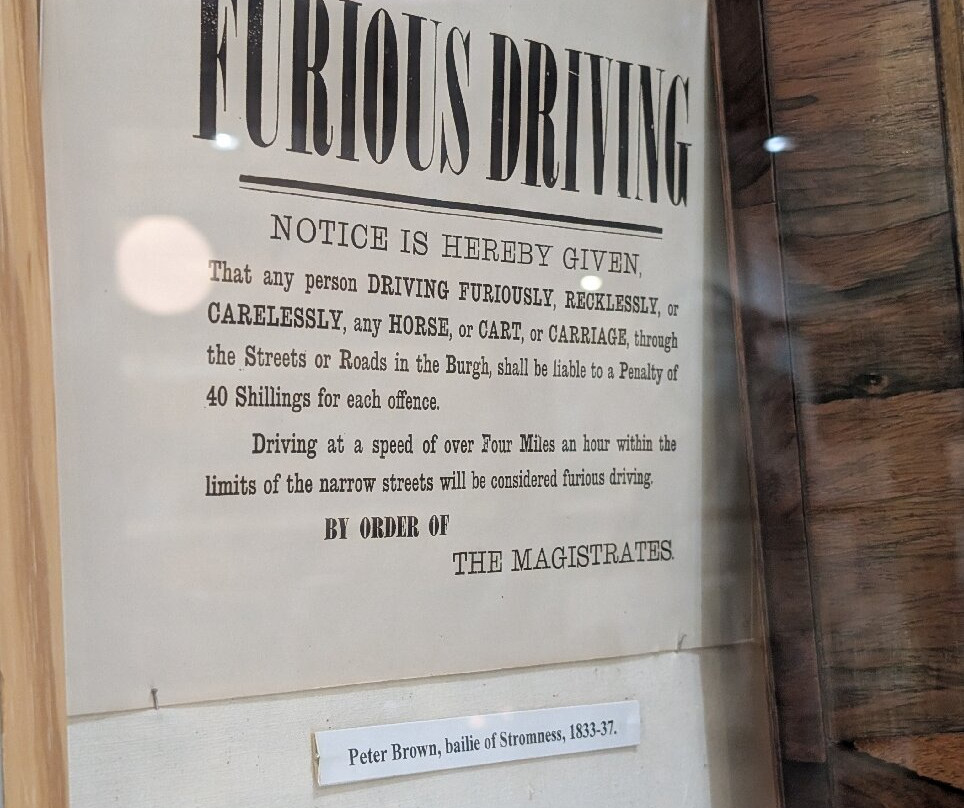 FURIOUS DRIVING
NOTICE IS HEREBY GIVEN,
That any person DRIVING FURIOUSLY, RECKLESSLY, or
CARELESSLY, any HORSE, or CART, or CARRIAGE, through
the Streets or Roads in the Burgh, shall be liable to a Penalty of
40 Shillings for each offence.
Driving at a speed of over Four Miles an hour within the
limits of the narrow streets will be considered furious driving.
BY ORDER OF
THE MAGISTRATES.
Peter Brown, bailie of Stromness, 1833-37.